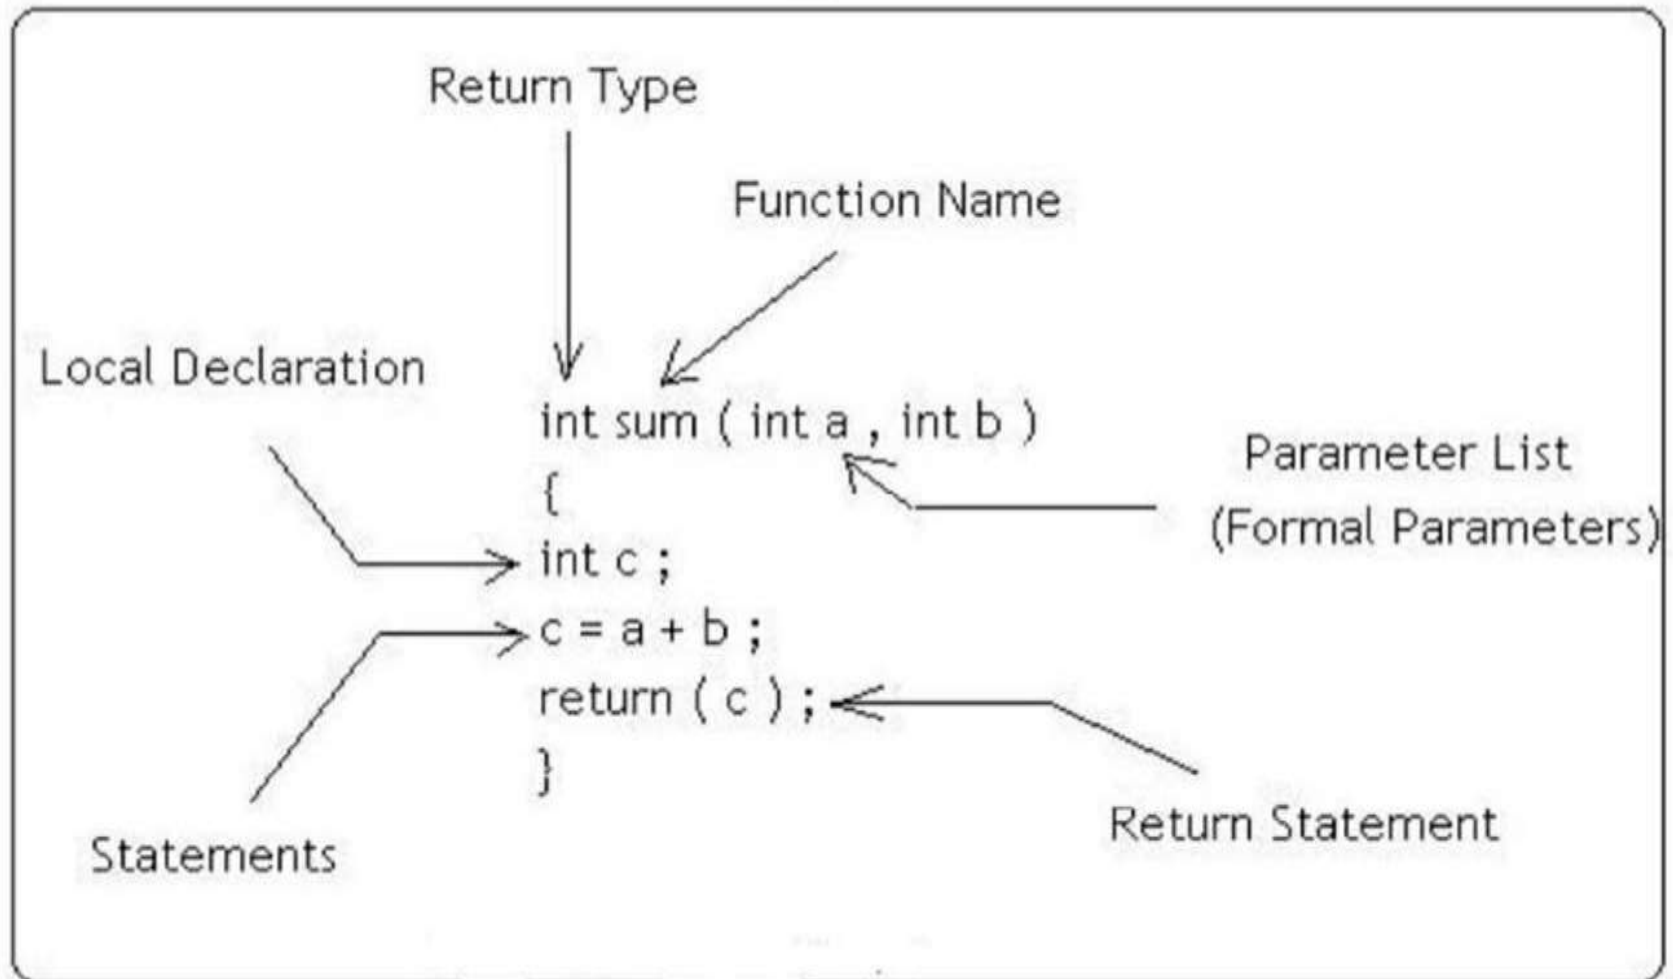 Return Type
Function Name
Local Declaration
int sum ( int a , int b )
Parameter List
(Formal Parameters)
{
int c ;
c = a + b ;
return ( c ) ;
}
Return Statement
Statements